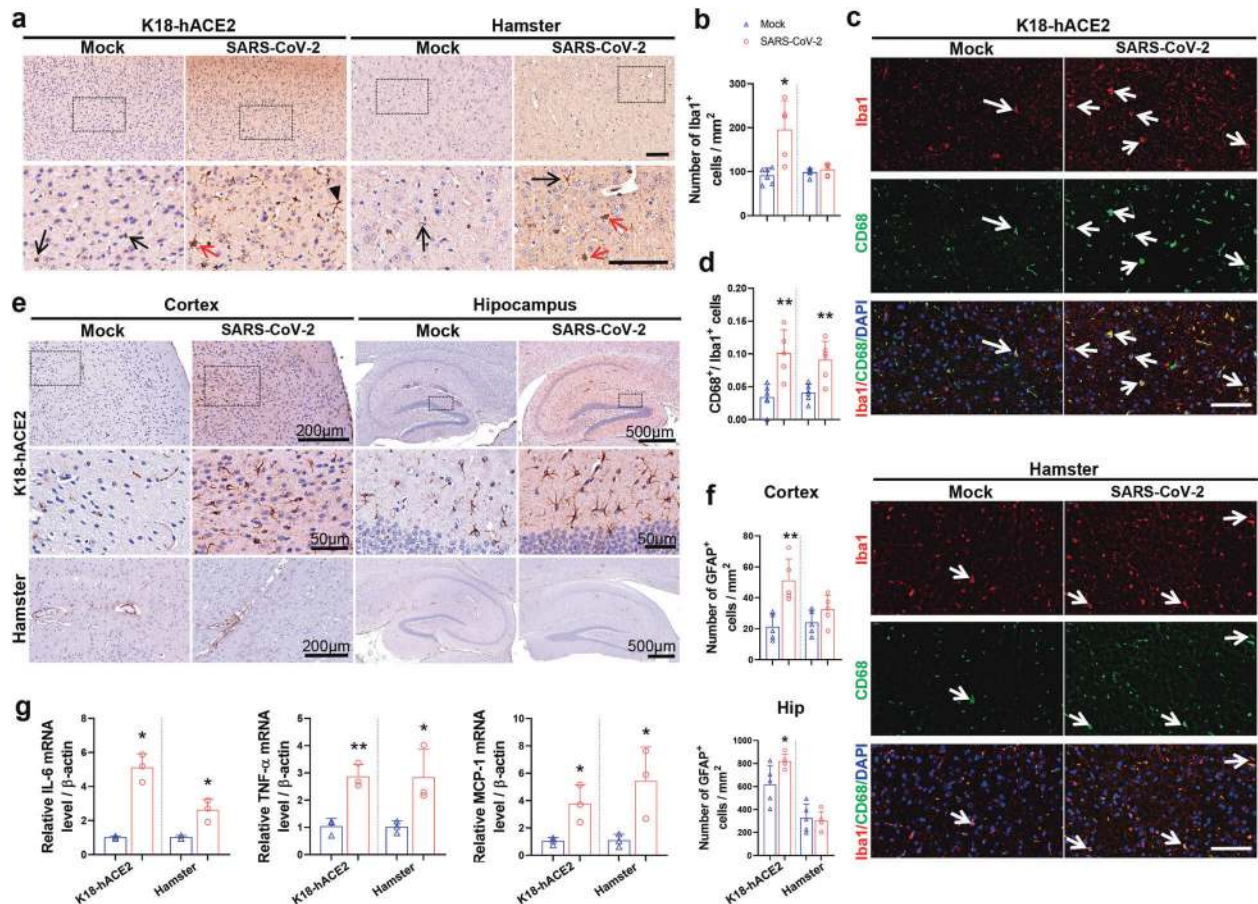 a
K18-hACE2
Hamster
Mock
SARS-CoV-2
Mock
SARS-CoV-2
b
Mock
SARS-CoV-2
Number of Iba1+
cells / mm2
300
200
100
0
*
c
K18-hACE2
Mock
SARS-CoV-2
Iba1
CD68
Iba1/CD68/DAPI
d
CD68+/ Iba1+ cells
0.20
0.15
0.10
0.05
0.00
**
**
e
Cortex
Hipocampus
Mock
SARS-CoV-2
Mock
SARS-CoV-2
K18-hACE2
200μm
500μm
50μm
50μm
Hamster
200μm
500μm
f
Cortex
Number of GFAP+
cells / mm2
80
60
40
20
0
**
Hip
Number of GFAP+
cells / mm2
1000
800
600
400
200
0
*
K18-hACE2
Hamster
Hamster
Mock
SARS-CoV-2
Iba1
CD68
Iba1/CD68/DAPI
g
Relative IL-6 mRNA
level / β-actin
8
6
4
2
0
*
*
K18-hACE2
Hamster
Relative TNF-α mRNA
level / β-actin
5
4
3
2
1
0
**
*
K18-hACE2
Hamster
Relative MCP-1 mRNA
level / β-actin
10
8
6
4
2
0
*
*
K18-hACE2
Hamster